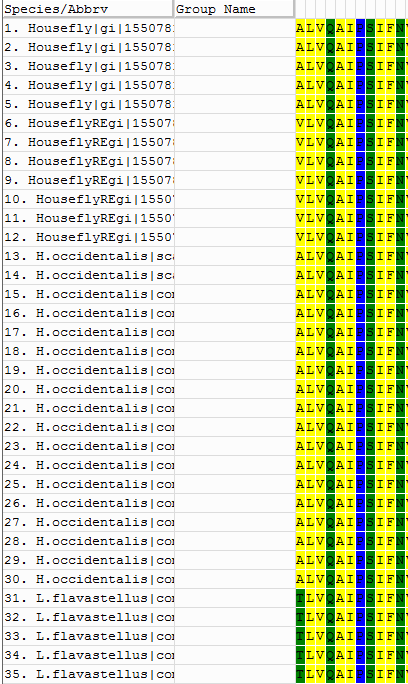 Species/Abbrv Group Name
1. Housefly|gi|155078 ALVQAIPSIFN
2. Housefly|gi|155078 ALVQAIPSIFN
3. Housefly|gi|155078 ALVQAIPSIFN
4. Housefly|gi|155078 ALVQAIPSIFN
5. Housefly|gi|155078 ALVQAIPSIFN
6. HouseflyREgi|15507 VLVQAIPSIFN
7. HouseflyREgi|15507 VLVQAIPSIFN
8. HouseflyREgi|15507 VLVQAIPSIFN
9. HouseflyREgi|15507 VLVQAIPSIFN
10. HouseflyREgi|1550 VLVQAIPSIFN
11. HouseflyREgi|1550 VLVQAIPSIFN
12. HouseflyREgi|1550 VLVQAIPSIFN
13. H.occidentalis|sc ALVQAIPSIFN
14. H.occidentalis|sc ALVQAIPSIFN
15. H.occidentalis|co ALVQAIPSIFN
16. H.occidentalis|co ALVQAIPSIFN
17. H.occidentalis|co ALVQAIPSIFN
18. H.occidentalis|co ALVQAIPSIFN
19. H.occidentalis|co ALVQAIPSIFN
20. H.occidentalis|co ALVQAIPSIFN
21. H.occidentalis|co ALVQAIPSIFN
22. H.occidentalis|co ALVQAIPSIFN
23. H.occidentalis|co ALVQAIPSIFN
24. H.occidentalis|co ALVQAIPSIFN
25. H.occidentalis|co ALVQAIPSIFN
26. H.occidentalis|co ALVQAIPSIFN
27. H.occidentalis|co ALVQAIPSIFN
28. H.occidentalis|co ALVQAIPSIFN
29. H.occidentalis|co ALVQAIPSIFN
30. H.occidentalis|co ALVQAIPSIFN
31. L.flavastellus|co TLVQAIPSIFN
32. L.flavastellus|co TLVQAIPSIFN
33. L.flavastellus|co TLVQAIPSIFN
34. L.flavastellus|co TLVQAIPSIFN
35. L.flavastellus|co TLVQAIPSIFN